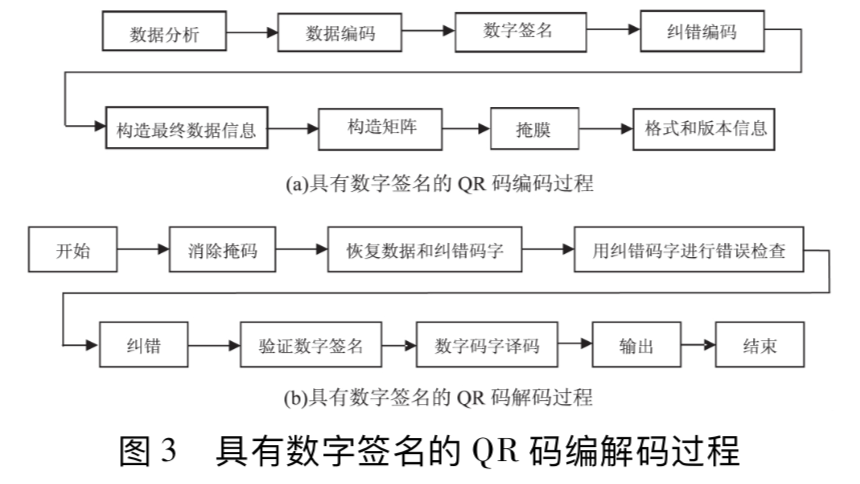 数据分析 数据编码 数字签名 纠错编码
构造最终数据信息 构造矩阵 掩膜 格式和版本信息
(a)具有数字签名的 QR 码编码过程
开始 消除掩码 恢复数据和纠错码字 用纠错码字进行错误检查
纠错 验证数字签名 数字码字译码 输出 结束
(b)具有数字签名的 QR 码解码过程
图 3 具有数字签名的 QR 码编解码过程